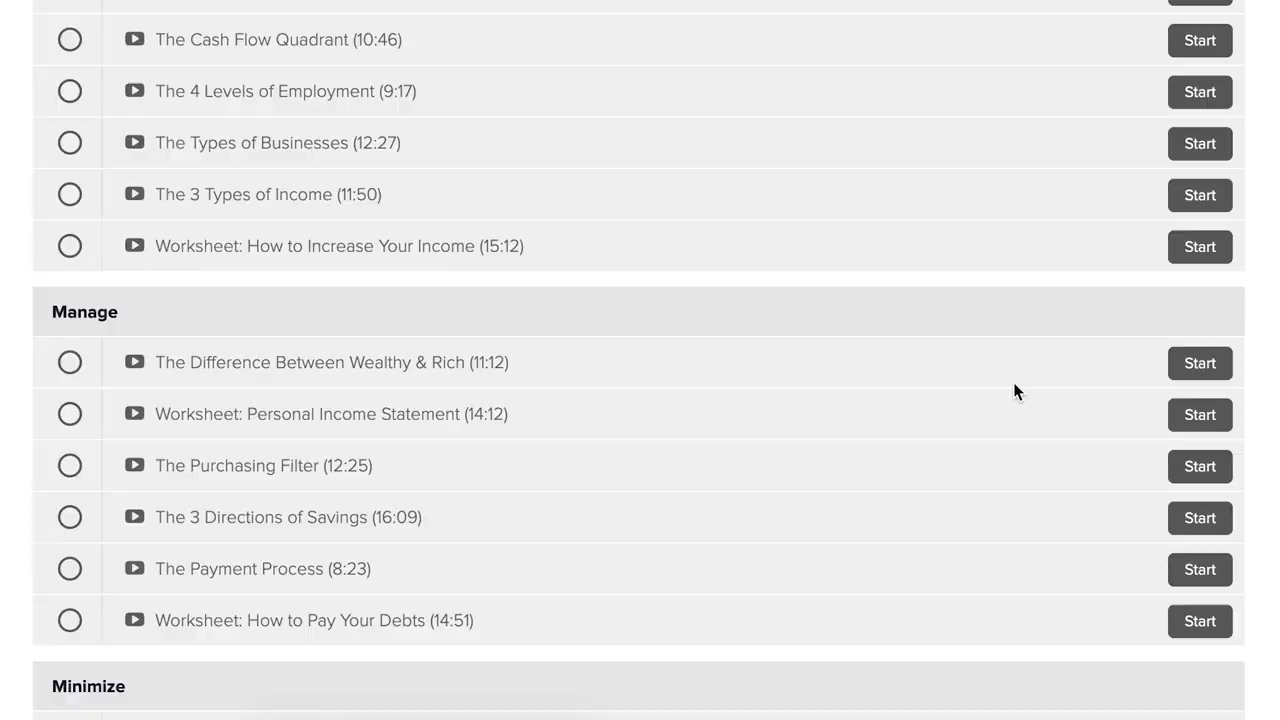 The Cash Flow Quadrant (10:46) Start
The 4 Levels of Employment (9:17) Start
The Types of Businesses (12:27) Start
The 3 Types of Income (11:50) Start
Worksheet: How to Increase Your Income (15:12) Start
Manage
The Difference Between Wealthy & Rich (11:12) Start
Worksheet: Personal Income Statement (14:12) Start
The Purchasing Filter (12:25) Start
The 3 Directions of Savings (16:09) Start
The Payment Process (8:23) Start
Worksheet: How to Pay Your Debts (14:51) Start
Minimize